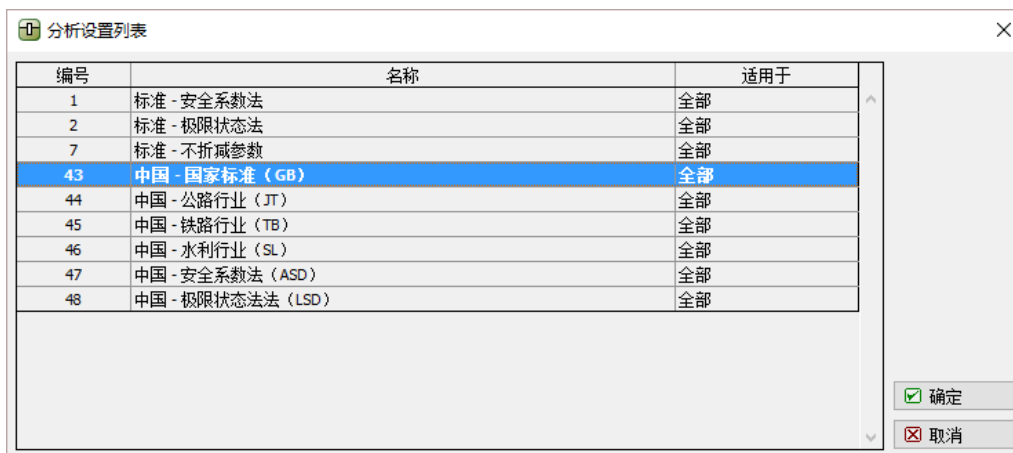 分析设置列表
编号 名称 适用于
1 标准 - 安全系数法 全部
2 标准 - 极限状态法 全部
7 标准 - 不折减参数 全部
43 中国 - 国家标准（GB） 全部
44 中国 - 公路行业（JT） 全部
45 中国 - 铁路行业（TB） 全部
46 中国 - 水利行业（SL） 全部
47 中国 - 安全系数法（ASD） 全部
48 中国 - 极限状态法法（LSD） 全部
确定
取消